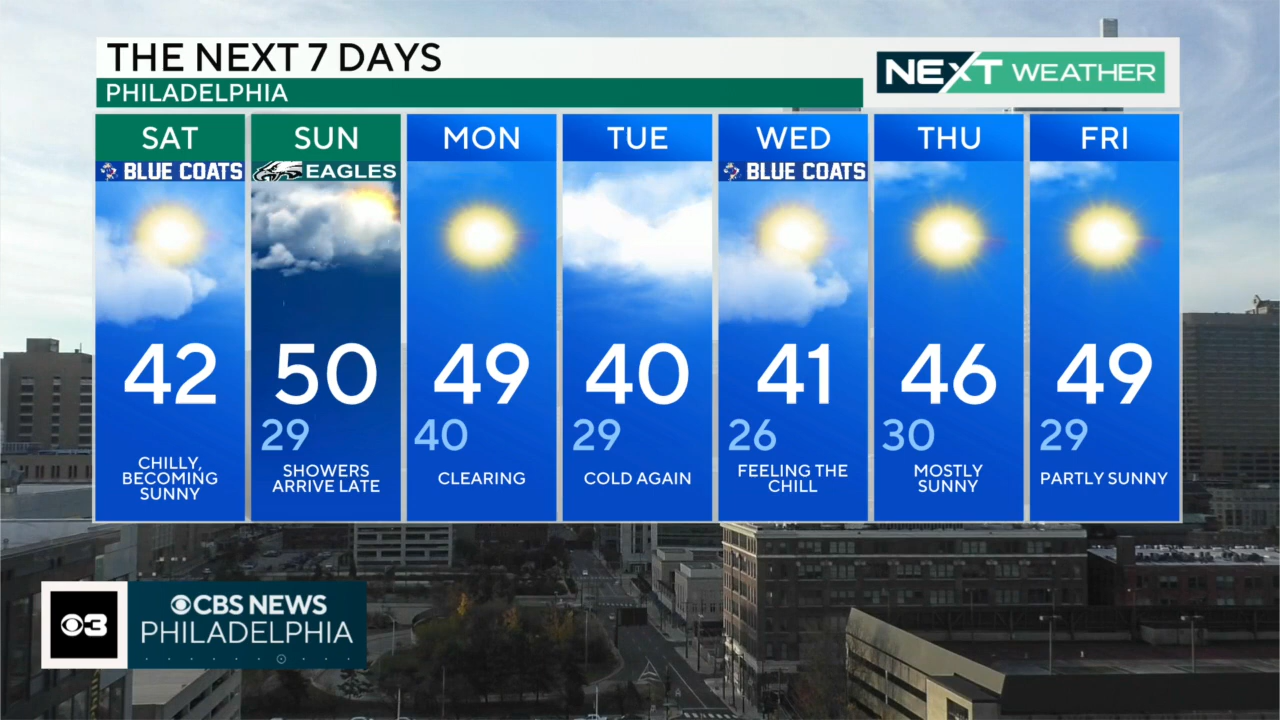 THE NEXT 7 DAYS
NEXT WEATHER
PHILADELPHIA
SAT
BLUE COATS
42
CHILLY,
BECOMING
SUNNY
SUN
EAGLES
50
29
SHOWERS
ARRIVE LATE
MON
49
40
CLEARING
TUE
40
29
COLD AGAIN
WED
BLUE COATS
41
26
FEELING THE
CHILL
THU
46
30
MOSTLY
SUNNY
FRI
49
29
PARTLY SUNNY
3
CBS NEWS
PHILADELPHIA